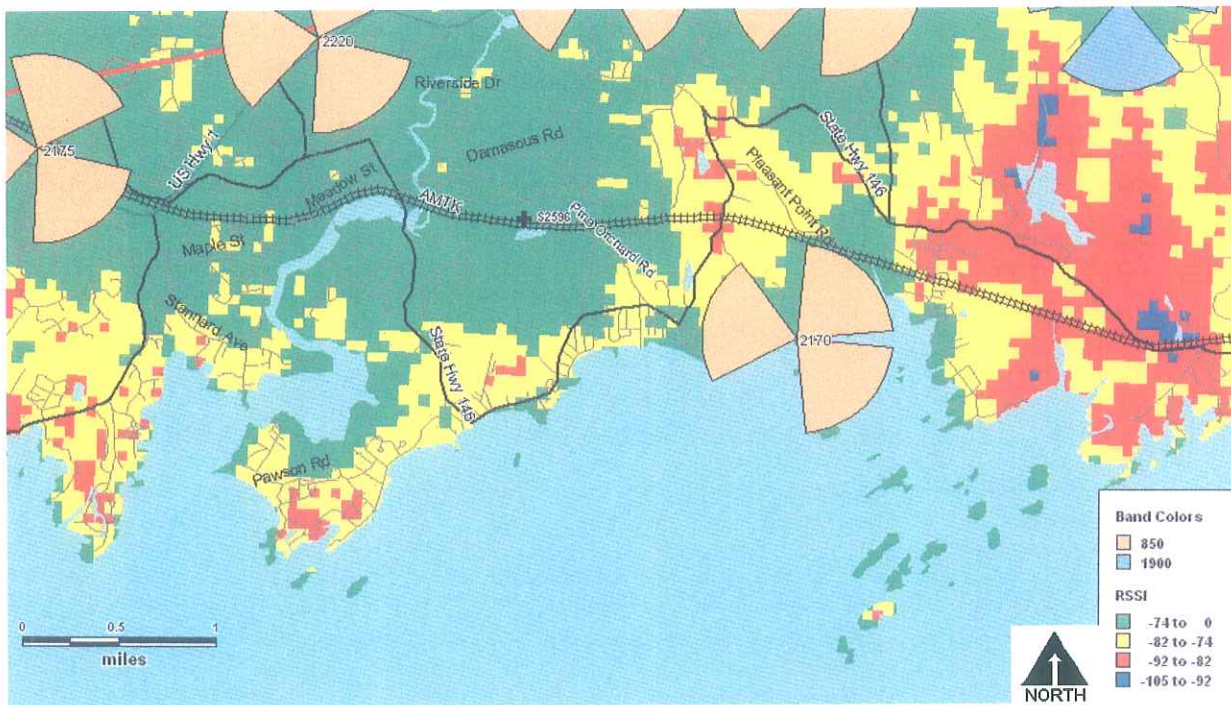 2220
Riverside Dr
2175
US Hwy 1
Meadow St
Damasous Rd
State Hwy 146
Pleasant Point Rd
AMTK
S2596
Pine Orchard Rd
Maple St
Stannard Ave
State Hwy 146
2170
Pawson Rd
Band Colors
850
1900
RSSI
-74 to 0
-82 to -74
-92 to -82
-105 to -92
0 0.5 1
miles
NORTH